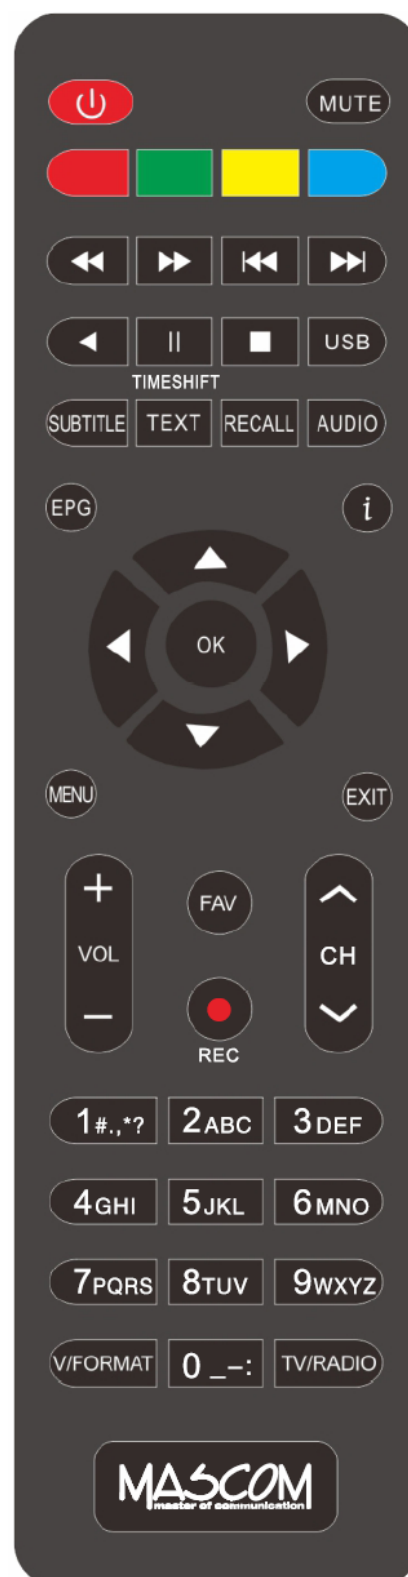 MUTE
USB
TIMESHIFT
SUBTITLE TEXT RECALL AUDIO
EPG i
OK
MENU EXIT
+
VOL FAV CH
–
REC
1#.,*? 2ABC 3DEF
4GHI 5JKL 6MNO
7PQRS 8TUV 9WXYZ
V/FORMAT 0 _–: TV/RADIO
MASCOM
master of communication